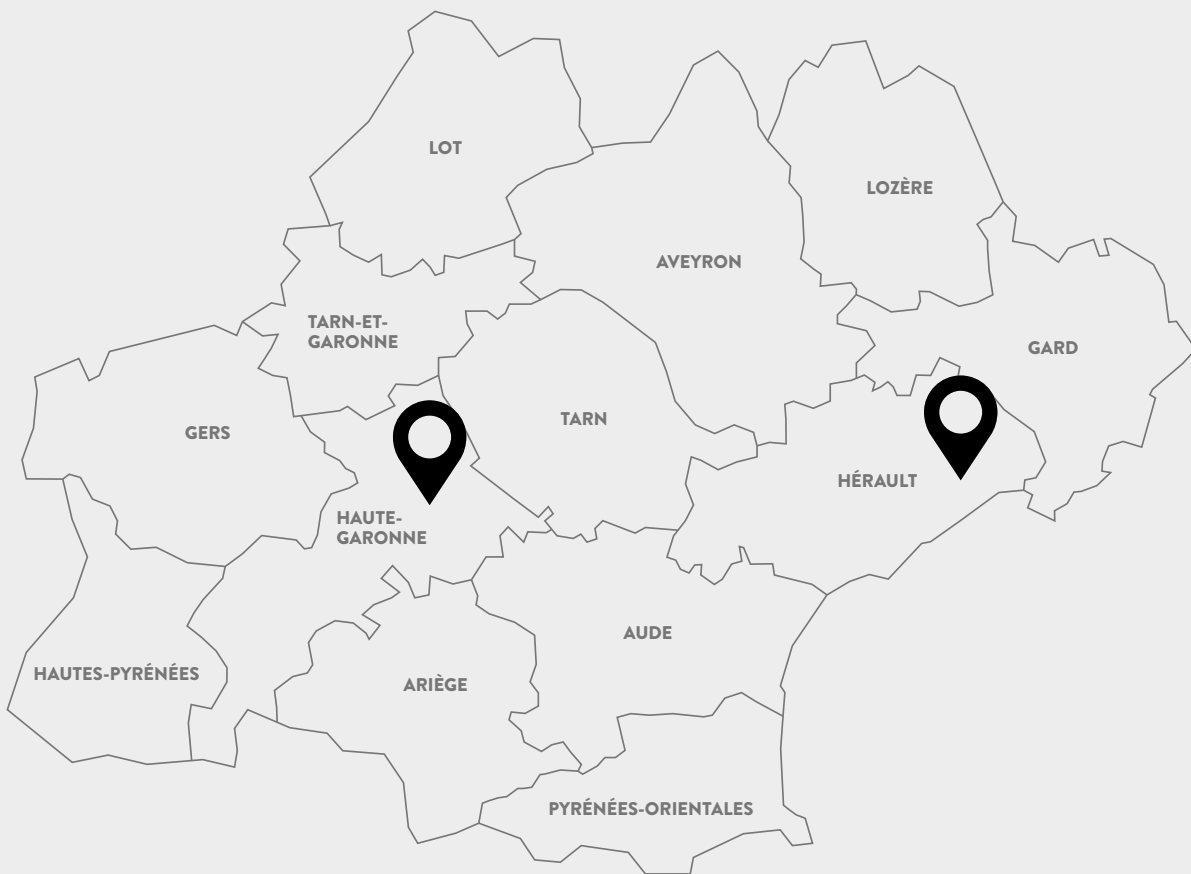 LOT
LOZÈRE
AVEYRON
TARN-ET-
GARONNE
GARD
GERS
TARN
HÉRAULT
HAUTE-
GARONNE
AUDE
HAUTES-PYRÉNÉES
ARIÈGE
PYRÉNÉES-ORIENTALES